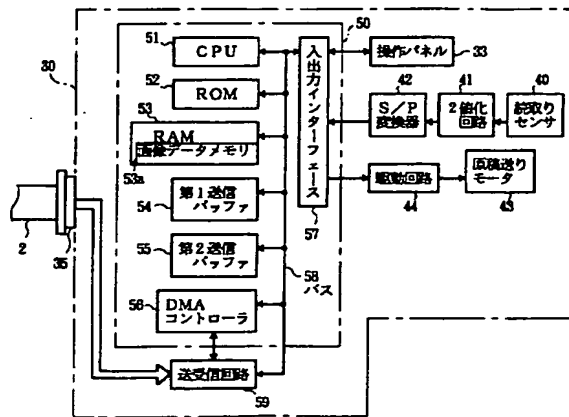 30
51
CPU
52
ROM
53
RAM
画像データメモリ
53a
54
第1送信
バッファ
55
第2送信
バッファ
56
DMA
コントローラ
送受信回路
59
58
バス
50
入出力インターフェース
57
操作パネル
33
42
S/P
変換器
41
2値化
回路
40
読取り
センサ
駆動回路
44
原稿送り
モータ
43
2
35